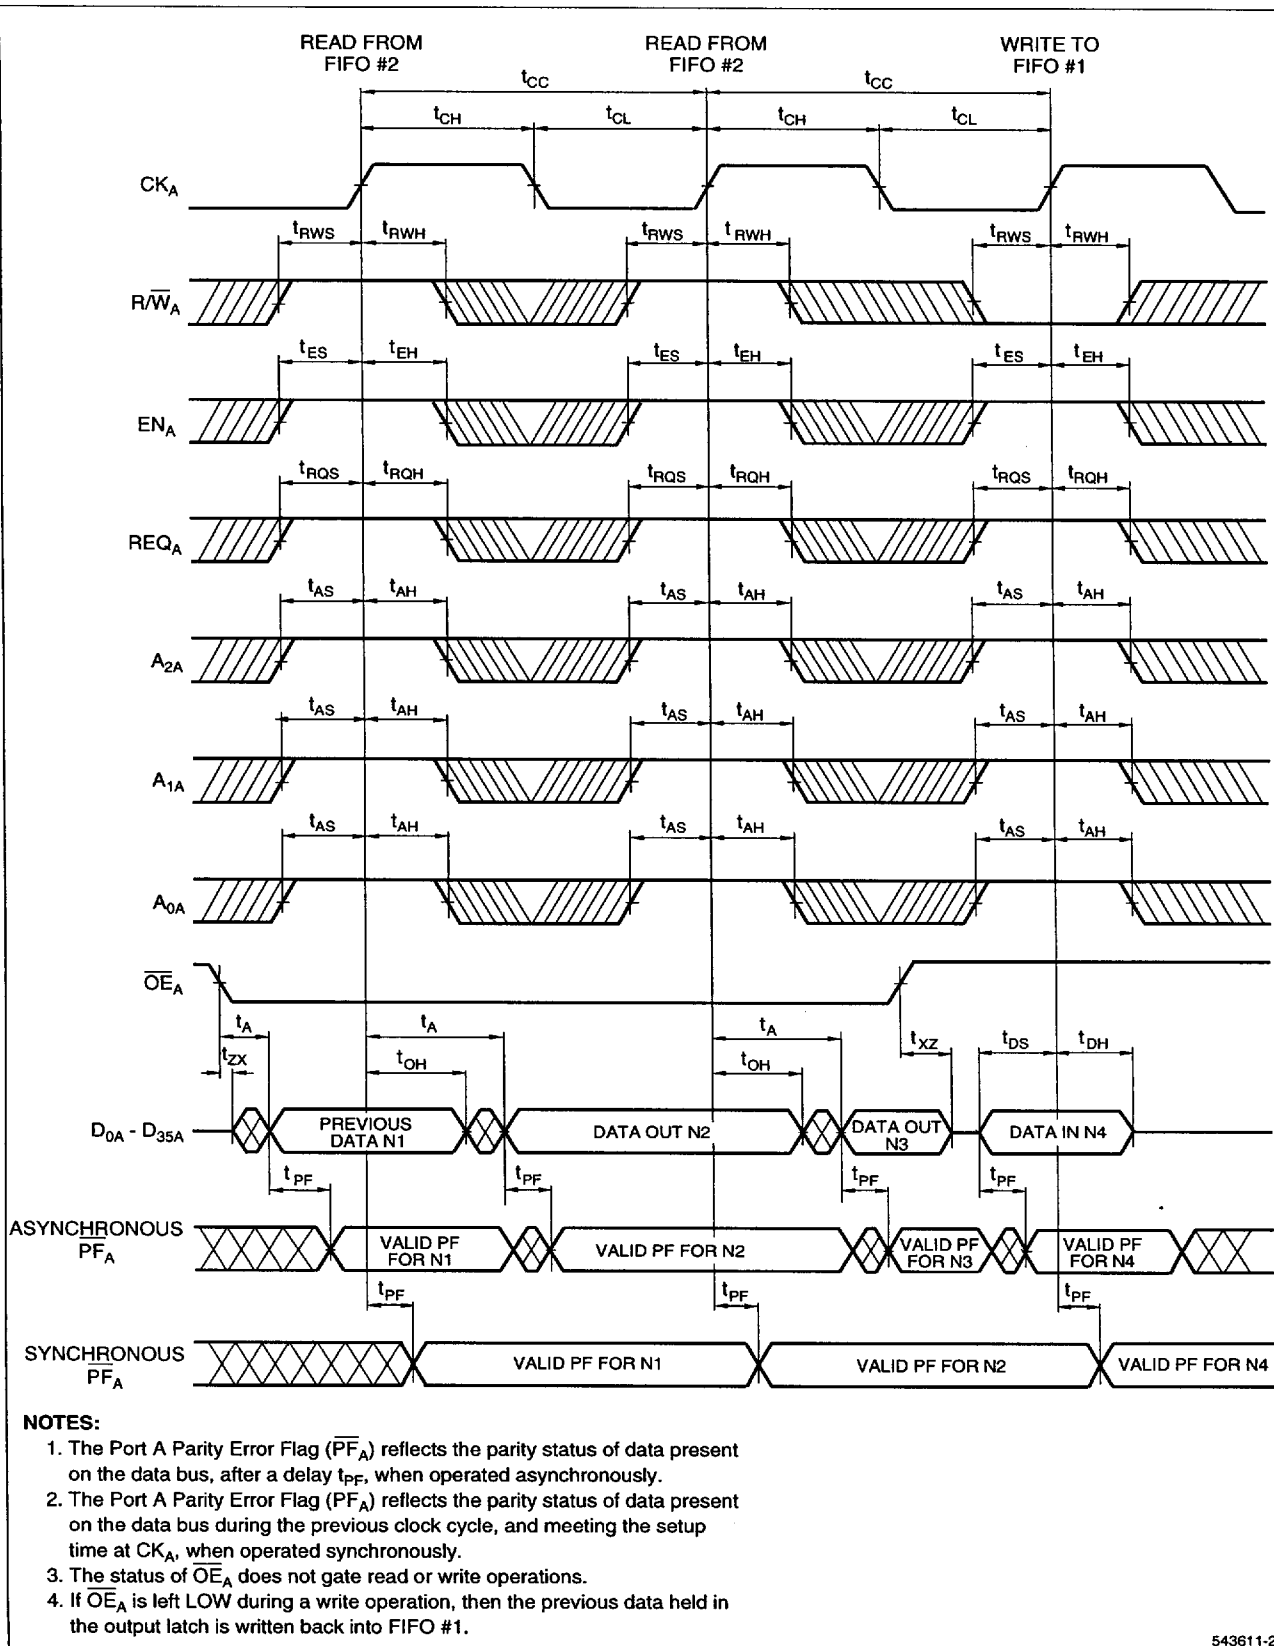 READ FROM FIFO #2
READ FROM FIFO #2
WRITE TO FIFO #1
tCC
tCC
tCH
tCL
tCH
tCL
CKA
tRWS
tRWH
tRWS
tRWH
tRWS
tRWH
R/W̅A
tES
tEH
tES
tEH
tES
tEH
ENA
tRQS
tRQH
tRQS
tRQH
tRQS
tRQH
REQA
tAS
tAH
tAS
tAH
tAS
tAH
A2A
tAS
tAH
tAS
tAH
tAS
tAH
A1A
tAS
tAH
tAS
tAH
tAS
tAH
A0A
O̅E̅A
tA
tA
tA
tZX
tOH
tOH
tXZ
tDS
tDH
D0A - D35A
PREVIOUS DATA N1
DATA OUT N2
DATA OUT N3
DATA IN N4
tPF
tPF
tPF
tPF
ASYNCHRONOUS
P̅F̅A
VALID PF FOR N1
VALID PF FOR N2
VALID PF FOR N3
VALID PF FOR N4
tPF
tPF
tPF
SYNCHRONOUS
P̅F̅A
VALID PF FOR N1
VALID PF FOR N2
VALID PF FOR N4
NOTES:
1. The Port A Parity Error Flag (P̅F̅A) reflects the parity status of data present
on the data bus, after a delay tPF, when operated asynchronously.
2. The Port A Parity Error Flag (PFA) reflects the parity status of data present
on the data bus during the previous clock cycle, and meeting the setup
time at CKA, when operated synchronously.
3. The status of O̅E̅A does not gate read or write operations.
4. If O̅E̅A is left LOW during a write operation, then the previous data held in
the output latch is written back into FIFO #1.
543611-2